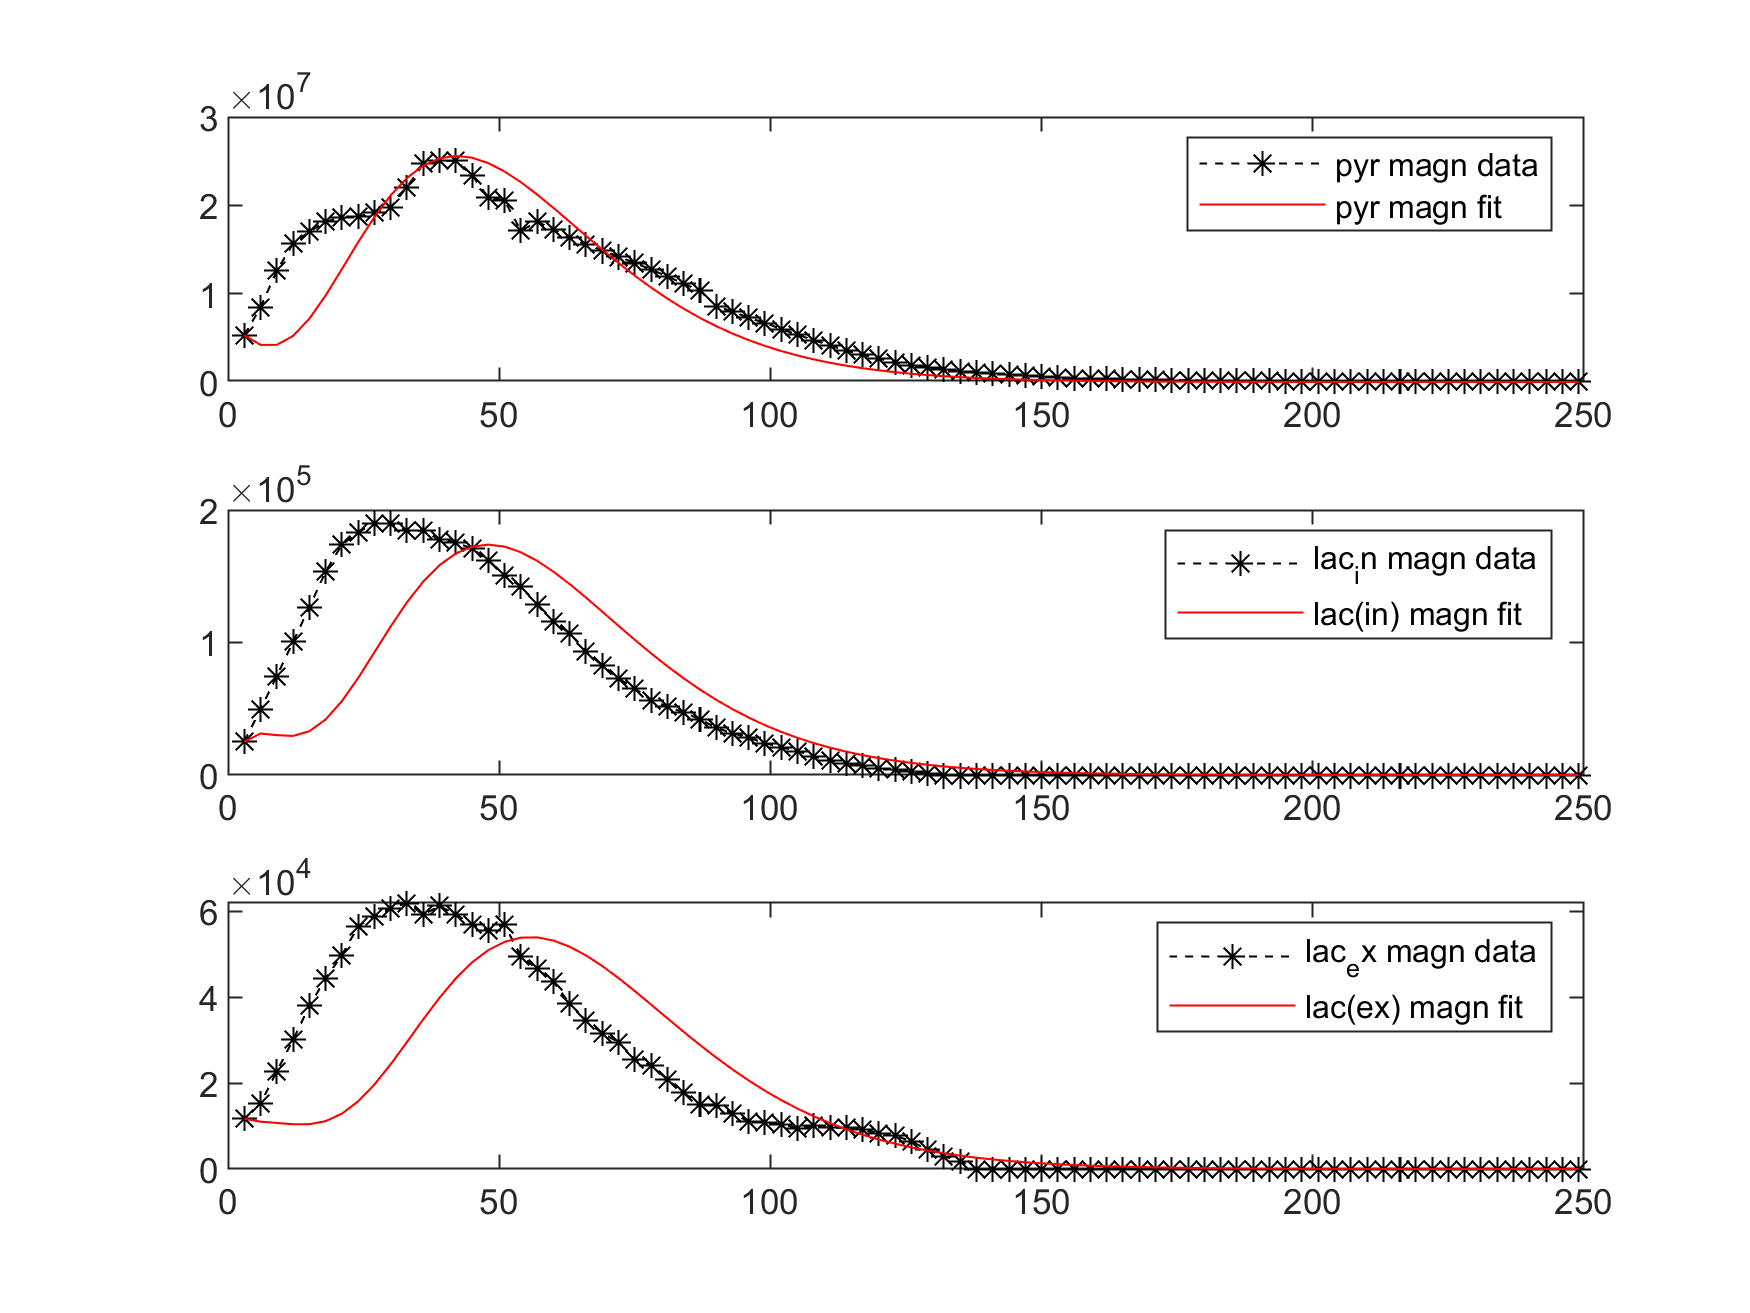 ×10^7
3
2
1
0
0 50 100 150 200 250
pyr magn data
pyr magn fit
×10^5
2
1
0
0 50 100 150 200 250
lac_in magn data
lac(in) magn fit
×10^4
6
4
2
0
0 50 100 150 200 250
lac_ex magn data
lac(ex) magn fit